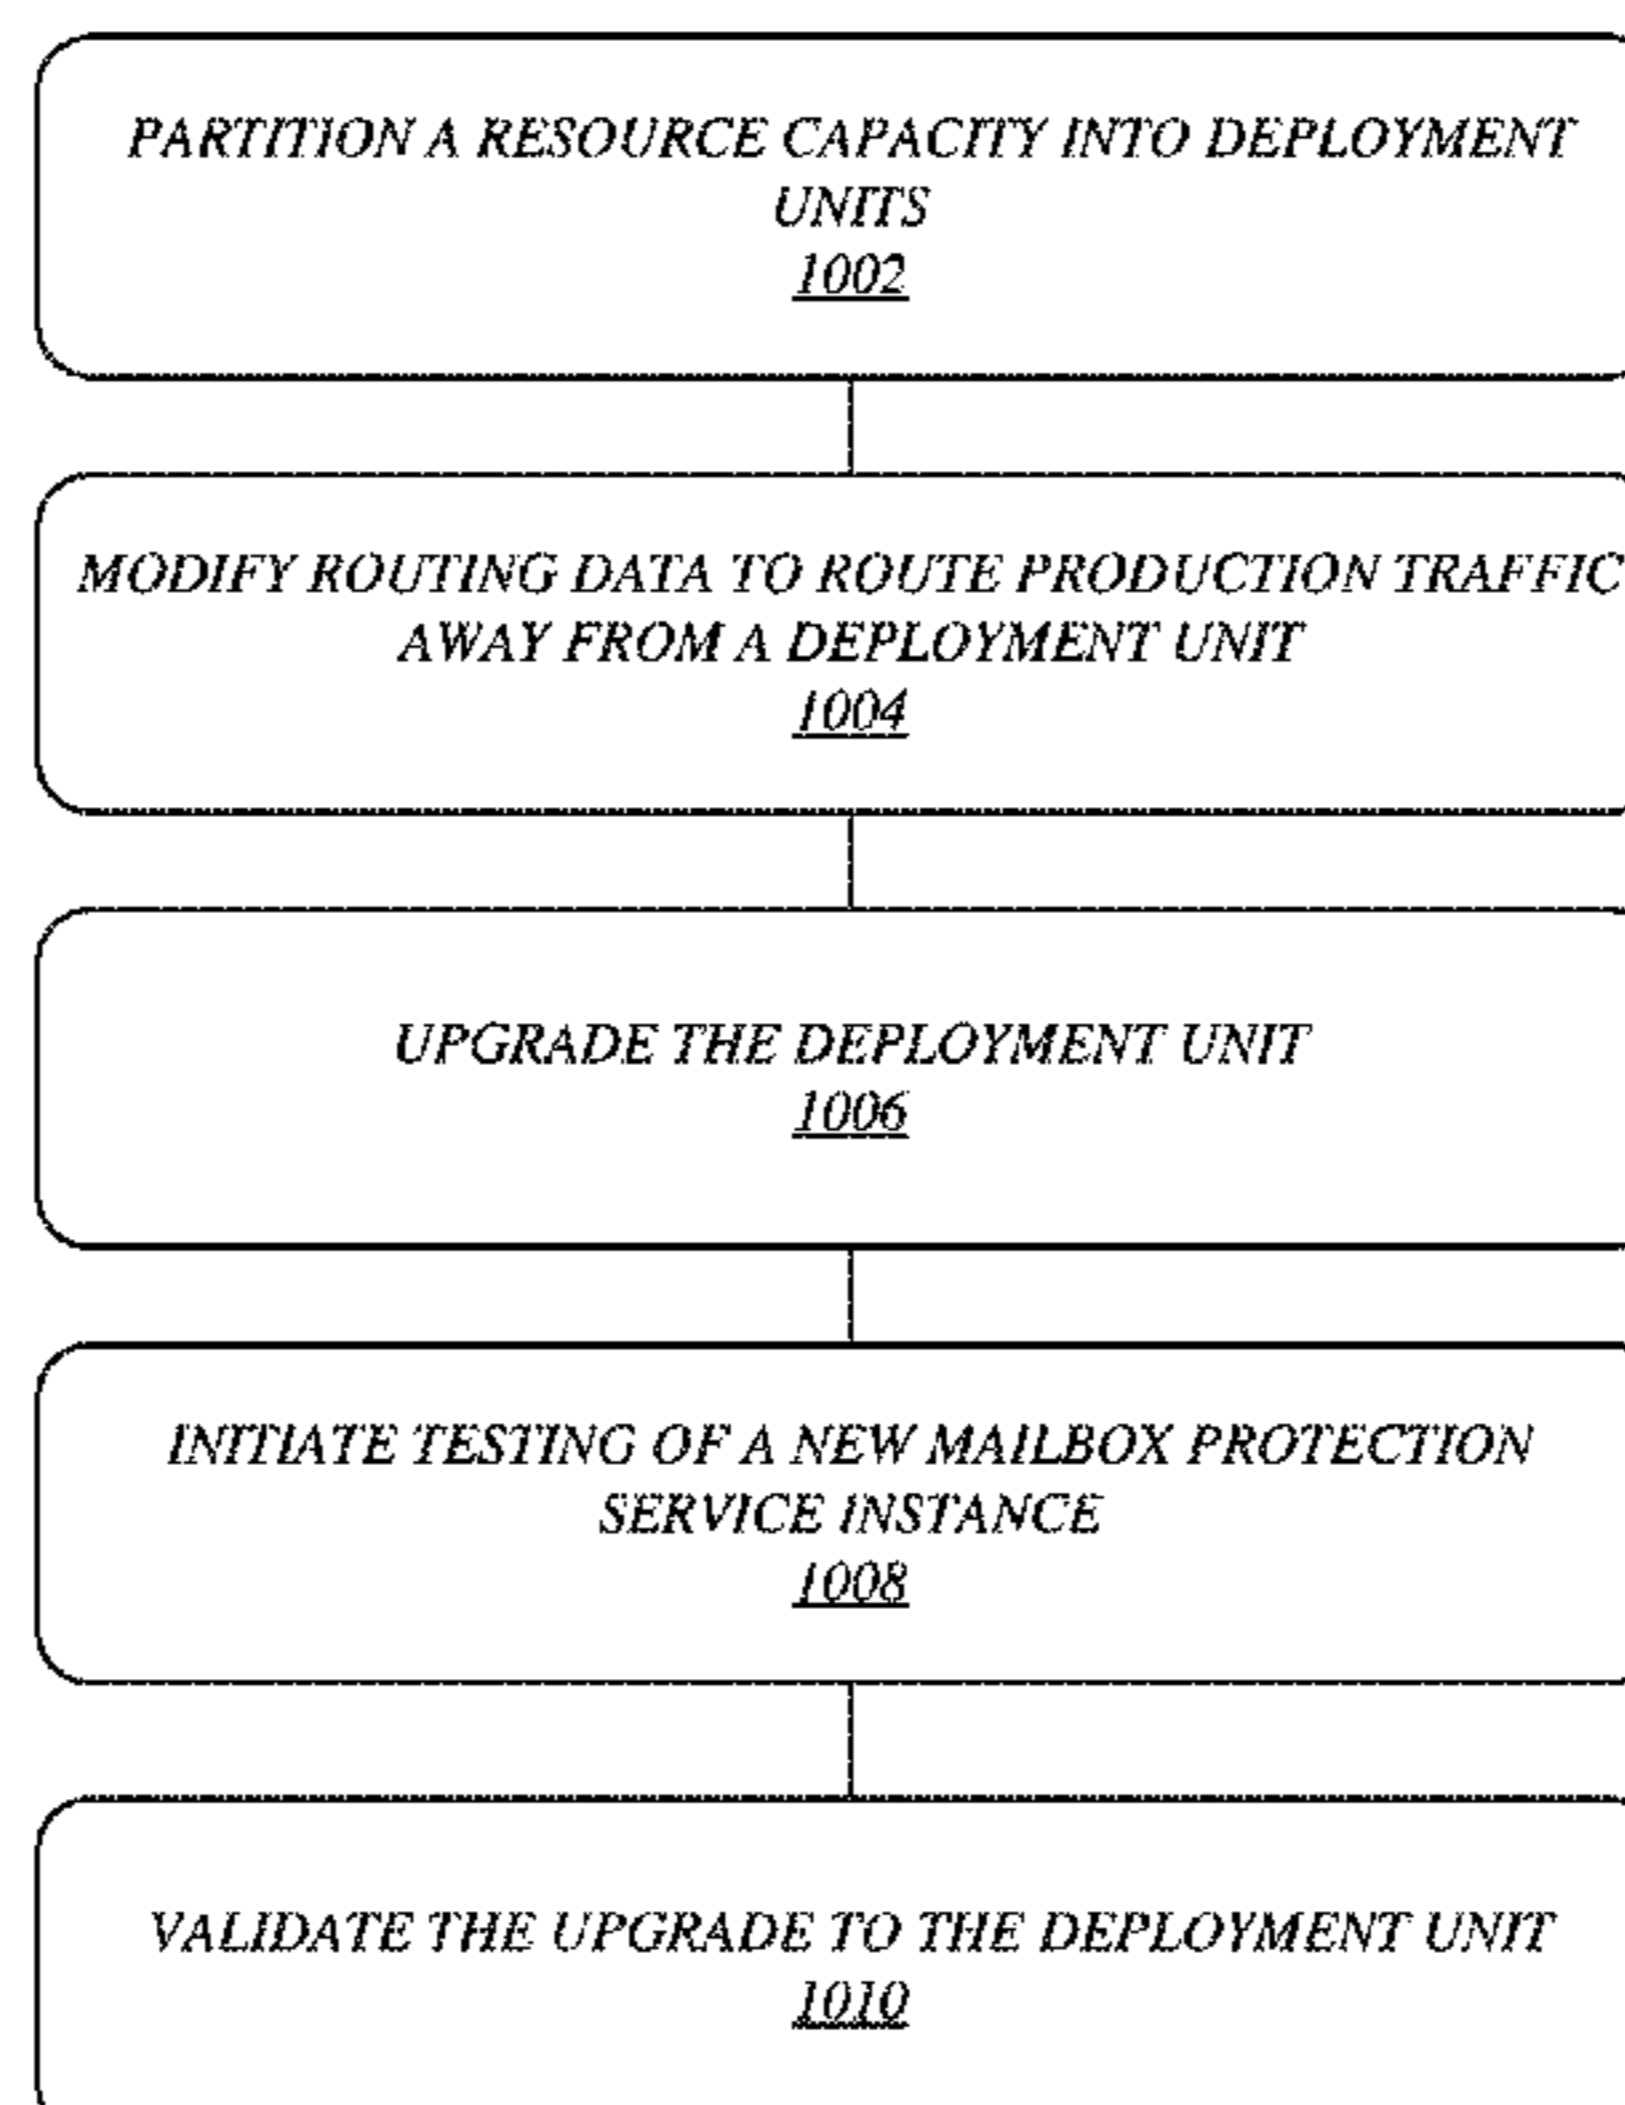 PARTITION A RESOURCE CAPACITY INTO DEPLOYMENT
UNITS
1002
MODIFY ROUTING DATA TO ROUTE PRODUCTION TRAFFIC
AWAY FROM A DEPLOYMENT UNIT
1004
UPGRADE THE DEPLOYMENT UNIT
1006
INITIATE TESTING OF A NEW MAILBOX PROTECTION
SERVICE INSTANCE
1008
VALIDATE THE UPGRADE TO THE DEPLOYMENT UNIT
1010